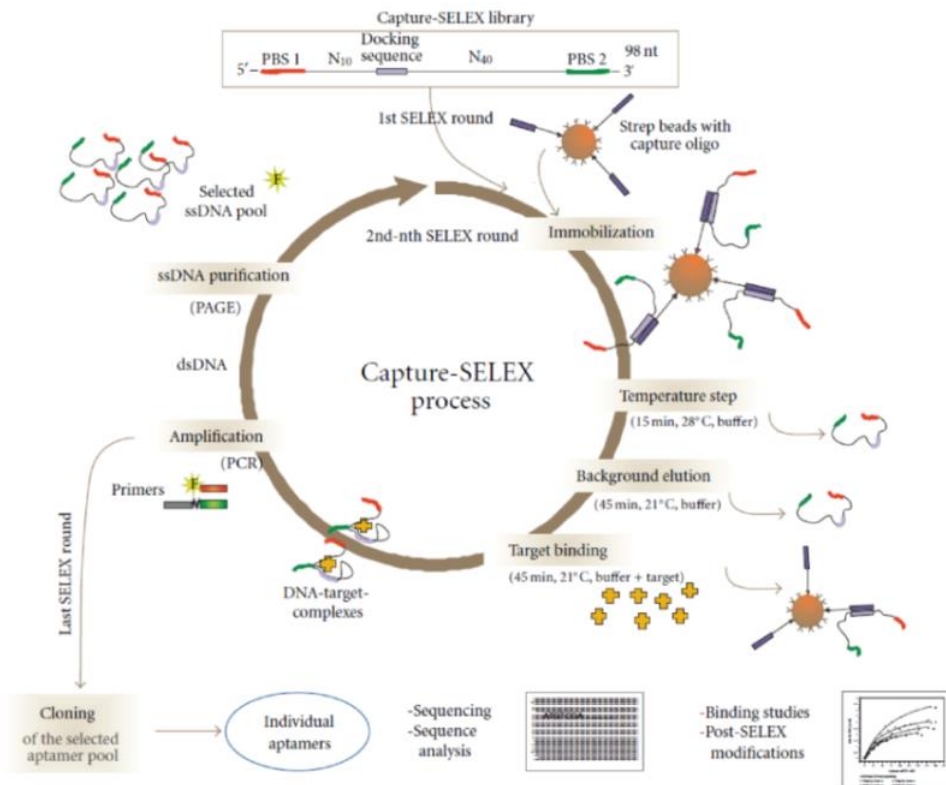 Capture-SELEX library
5′ PBS 1 N₁₀ Docking sequence N₄₀ PBS 2 98 nt 3′
1st SELEX round
Strep beads with
capture oligo
Selected
ssDNA pool
F
2nd-nth SELEX round
Immobilization
ssDNA purification
(PAGE)
dsDNA
Capture-SELEX
process
Temperature step
(15 min, 28°C, buffer)
Amplification
(PCR)
Background elution
(45 min, 21°C, buffer)
Primers
F
Target binding
(45 min, 21°C, buffer + target)
DNA-target-
complexes
Last SELEX round
Cloning
of the selected
aptamer pool
Individual
aptamers
-Sequencing
-Sequence
analysis
-Binding studies
-Post-SELEX
modifications